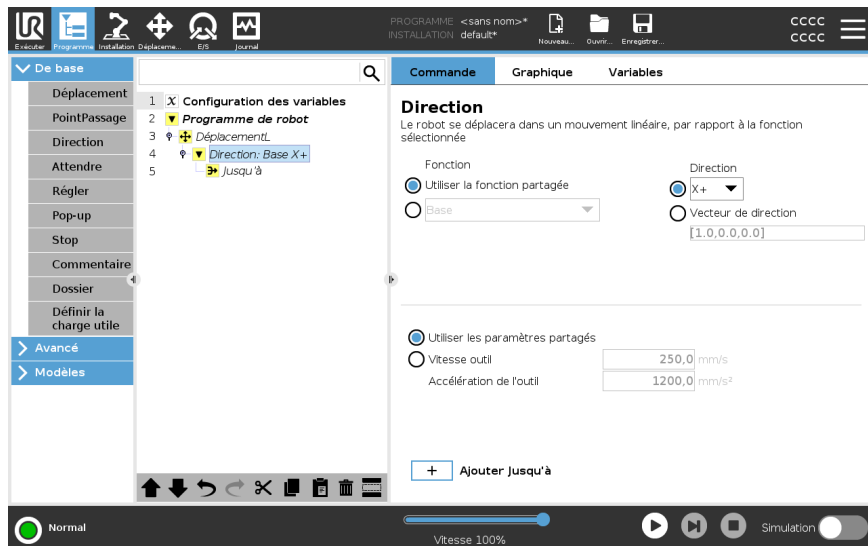 PROGRAMME <sans nom>*
INSTALLATION default*
UR
Exécuter
Programme
Installation
Déplaceme...
E/S
Journal
Nouveau...
Ouvrir...
Enregistrer...
CCCC
CCCC
De base
Déplacement
PointPassage
Direction
Attendre
Régler
Pop-up
Stop
Commentaire
Dossier
Définir la
charge utile
Avancé
Modèles
1 X Configuration des variables
2 Programme de robot
3 DéplacementL
4 Direction: Base X+
5 Jusqu'à
Commande Graphique Variables
Direction
Le robot se déplacera dans un mouvement linéaire, par rapport à la fonction
sélectionnée
Fonction
Utiliser la fonction partagée
Base
Direction
X+
Vecteur de direction
[1.0,0.0,0.0]
Utiliser les paramètres partagés
Vitesse outil 250,0 mm/s
Accélération de l'outil 1200,0 mm/s²
+ Ajouter Jusqu'à
Normal
Vitesse 100%
Simulation